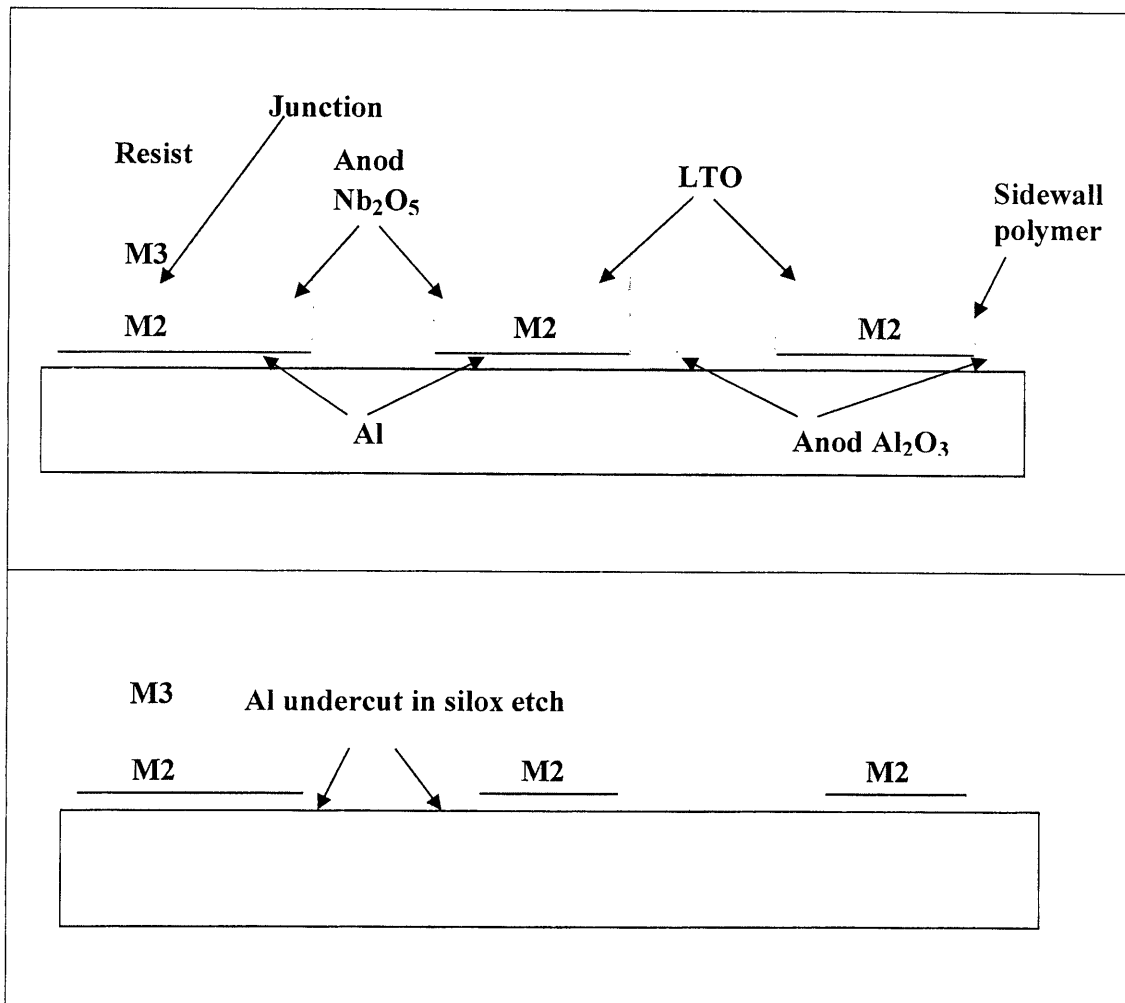 Junction
Resist
Anod
Nb₂O₅
LTO
Sidewall
polymer
M3
M2
M2
M2
Al
Anod Al₂O₃
M3
Al undercut in silox etch
M2
M2
M2